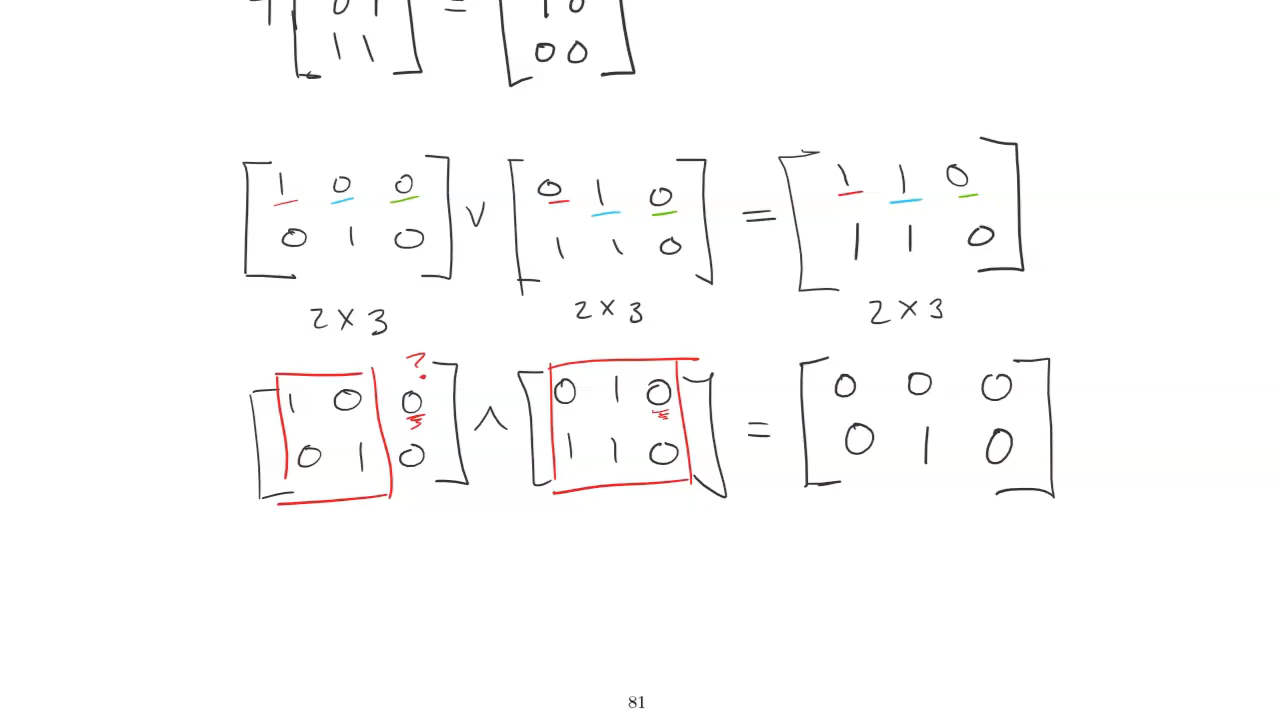 0 1 = 1 0
1 1 0 0
1 0 0 ∨ 0 1 0 = 1 1 0
0 1 0 1 1 0 1 1 0
2 × 3 2 × 3 2 × 3
?
1 0 0 ∧ 0 1 0 = 0 0 0
0 1 0 1 1 0 0 1 0
81